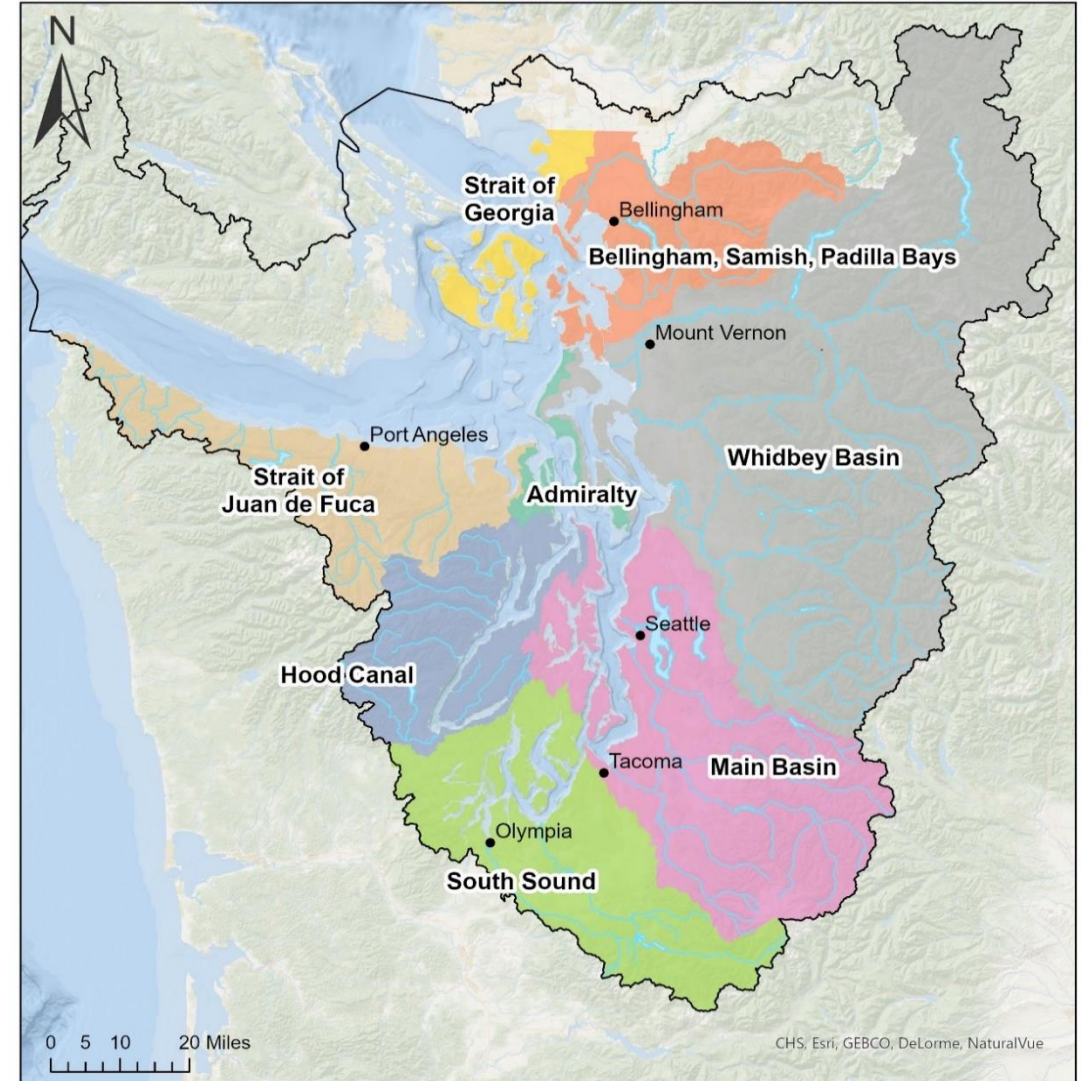 N
Strait of
Georgia
Bellingham
Bellingham, Samish, Padilla Bays
Mount Vernon
Port Angeles
Whidbey Basin
Strait of
Juan de Fuca
Admiralty
Seattle
Hood Canal
Tacoma
Main Basin
Olympia
South Sound
0 5 10 20 Miles
CHS, Esri, GEBCO, DeLorme, NaturalVue